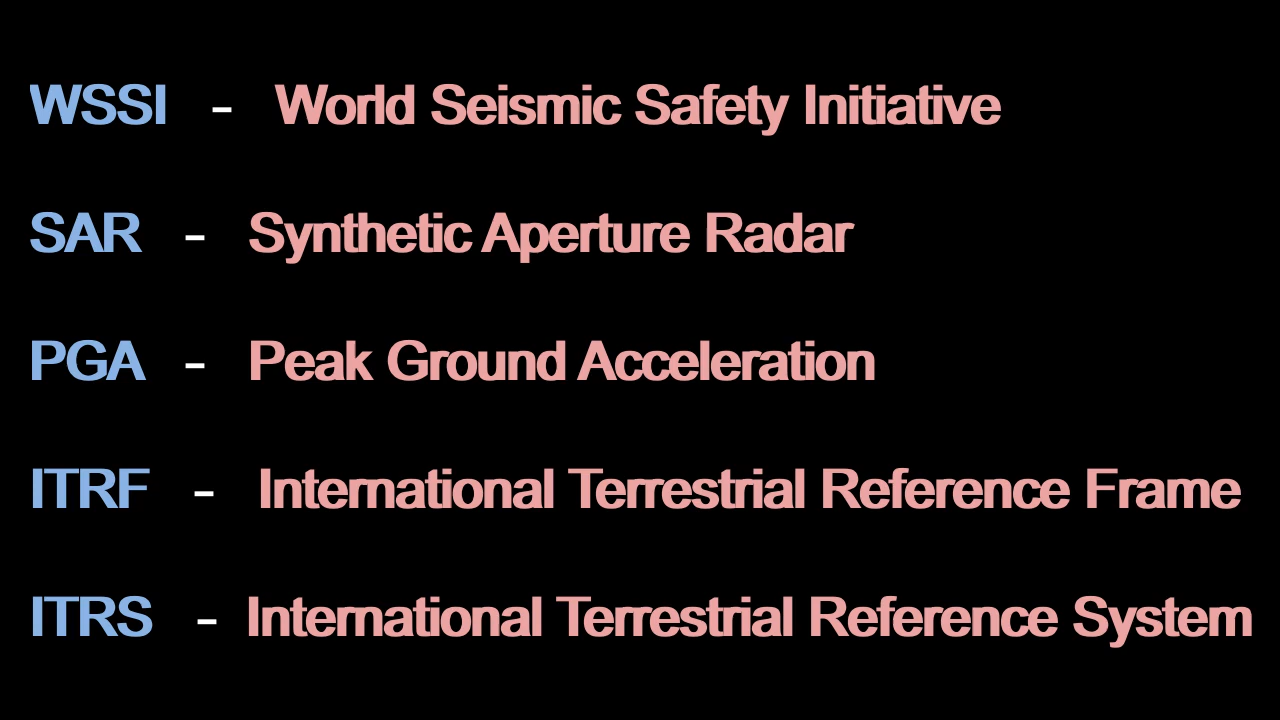 WSSI - World Seismic Safety Initiative
SAR - Synthetic Aperture Radar
PGA - Peak Ground Acceleration
ITRF - International Terrestrial Reference Frame
ITRS - International Terrestrial Reference System